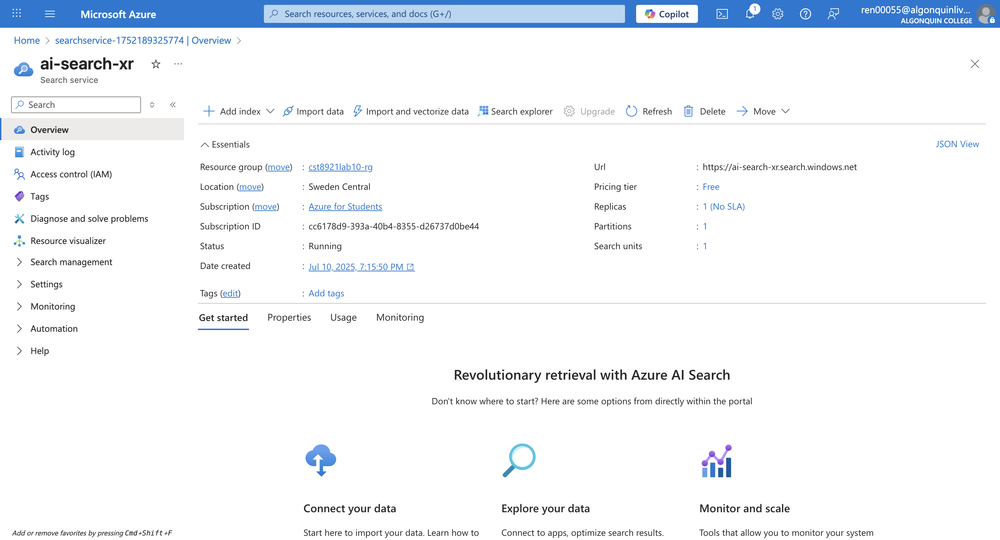 Microsoft Azure
Search resources, services, and docs (G+/)
Copilot
1
ren00055@algonquinliv...
ALGONQUIN COLLEGE
Home > searchservice-1752189325774 | Overview >
ai-search-xr
Search service
Search
Overview
Activity log
Access control (IAM)
Tags
Diagnose and solve problems
Resource visualizer
Search management
Settings
Monitoring
Automation
Help
Add or remove favorites by pressing Cmd+Shift+F
Add index
Import data
Import and vectorize data
Search explorer
Upgrade
Refresh
Delete
Move
Essentials
JSON View
Resource group (move) : cst8921lab10-rg
Location (move) : Sweden Central
Subscription (move) : Azure for Students
Subscription ID : cc6178d9-393a-40b4-8355-d26737d0be44
Status : Running
Date created : Jul 10, 2025, 7:15:50 PM
Url : https://ai-search-xr.search.windows.net
Pricing tier : Free
Replicas : 1 (No SLA)
Partitions : 1
Search units : 1
Tags (edit) : Add tags
Get started
Properties
Usage
Monitoring
Revolutionary retrieval with Azure AI Search
Don't know where to start? Here are some options from directly within the portal
Connect your data
Start here to import your data. Learn how to
Explore your data
Connect to apps, optimize search results.
Monitor and scale
Tools that allow you to monitor your system